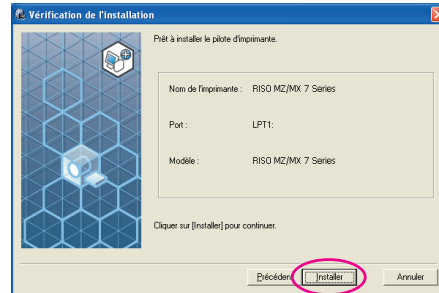 Vérification de l'installation
Prêt à installer le pilote d'imprimante.
Nom de l'imprimante : RISO MZ/MX 7 Series
Port : LPT1:
Modèle : RISO MZ/MX 7 Series
Cliquer sur [Installer] pour continuer.
Précéden Installer Annuler